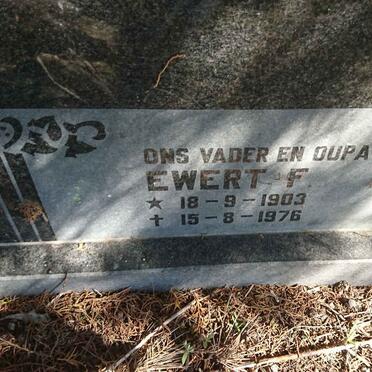 ONS VADER EN OUPA
EWERT F.
★ 18-9-1903
✝ 15-8-1976